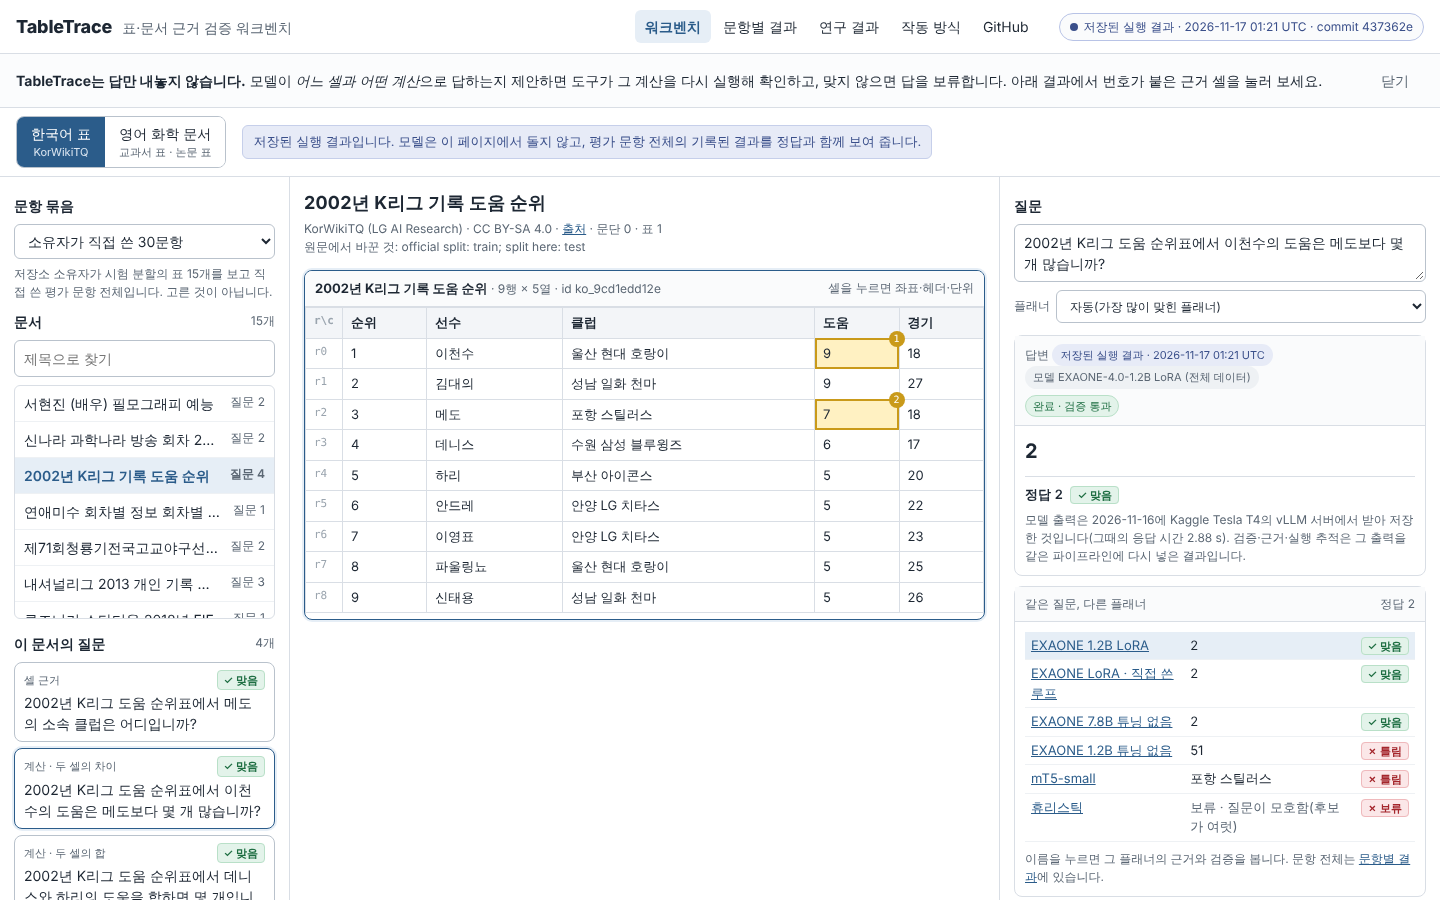 TableTrace 표·문서 근거 검증 워크벤치
워크벤치 문항별 결과 연구 결과 작동 방식 GitHub
저장된 실행 결과 · 2026-11-17 01:21 UTC · commit 437362e
TableTrace는 답만 내놓지 않습니다. 모델이 어느 셀과 어떤 계산으로 답하는지 제안하면 도구가 그 계산을 다시 실행해 확인하고, 맞지 않으면 답을 보류합니다. 아래 결과에서 번호가 붙은 근거 셀을 눌러 보세요. 닫기
한국어 표
KorWikiTQ
영어 화학 문서
교과서 표 · 논문 표
저장된 실행 결과입니다. 모델은 이 페이지에서 돌지 않고, 평가 문항 전체의 기록된 결과를 정답과 함께 보여 줍니다.
문항 묶음
소유자가 직접 쓴 30문항
저장소 소유자가 시험 분할의 표 15개를 보고 직
접 쓴 평가 문항 전체입니다. 고른 것이 아닙니다.
문서 15개
제목으로 찾기
서현진 (배우) 필모그래피 예능 질문 2
신나라 과학나라 방송 회차 2... 질문 2
2002년 K리그 기록 도움 순위 질문 4
연애미수 회차별 정보 회차별 ... 질문 1
제71회청룡기전국고교야구선... 질문 2
내셔널리그 2013 개인 기록 ... 질문 3
이 문서의 질문 4개
셀 근거 ✓ 맞음
2002년 K리그 도움 순위표에서 메도
의 소속 클럽은 어디입니까?
계산 · 두 셀의 차이 ✓ 맞음
2002년 K리그 도움 순위표에서 이천
수의 도움은 메도보다 몇 개 많습니까?
계산 · 두 셀의 합 ✓ 맞음
2002년 K리그 도움 순위표에서 데니
스와 하리의 도움을 합하면 몇 개입니
2002년 K리그 기록 도움 순위
KorWikiTQ (LG AI Research) · CC BY-SA 4.0 · 출처 · 문단 0 · 표 1
원문에서 바꾼 것: official split: train; split here: test
2002년 K리그 기록 도움 순위 · 9행 × 5열 · id ko_9cd1edd12e 셀을 누르면 좌표·헤더·단위
r\c 순위 선수 클럽 도움 경기
r0 1 이천수 울산 현대 호랑이 9 1 18
r1 2 김대의 성남 일화 천마 9 27
r2 3 메도 포항 스틸러스 7 2 18
r3 4 데니스 수원 삼성 블루윙즈 6 17
r4 5 하리 부산 아이콘스 5 20
r5 6 안드레 안양 LG 치타스 5 22
r6 7 이영표 안양 LG 치타스 5 23
r7 8 파울링뇨 울산 현대 호랑이 5 25
r8 9 신태용 성남 일화 천마 5 26
질문
2002년 K리그 도움 순위표에서 이천수의 도움은 메도보다 몇
개 많습니까?
플래너 자동(가장 많이 맞힌 플래너)
답변 저장된 실행 결과 · 2026-11-17 01:21 UTC
모델 EXAONE-4.0-1.2B LoRA (전체 데이터)
완료 · 검증 통과
2
정답 2 ✓ 맞음
모델 출력은 2026-11-16에 Kaggle Tesla T4의 vLLM 서버에서 받아 저장
한 것입니다(그때의 응답 시간 2.88 s). 검증·근거·실행 추적은 그 출력을
같은 파이프라인에 다시 넣은 결과입니다.
같은 질문, 다른 플래너 정답 2
EXAONE 1.2B LoRA 2 ✓ 맞음
EXAONE LoRA · 직접 쓴 2 ✓ 맞음
루프
EXAONE 7.8B 튜닝 없음 2 ✓ 맞음
EXAONE 1.2B 튜닝 없음 51 × 틀림
mT5-small 포항 스틸러스 × 틀림
휴리스틱 보류 · 질문이 모호함(후보 × 보류
가 여럿)
이름을 누르면 그 플래너의 근거와 검증을 봅니다. 문항 전체는 문항별 결
과에 있습니다.